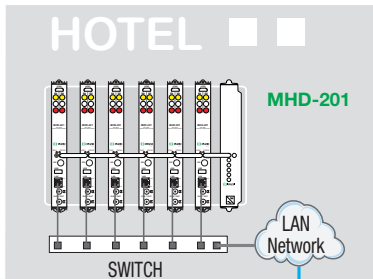 HOTEL
MHD-201
LAN
Network
SWITCH